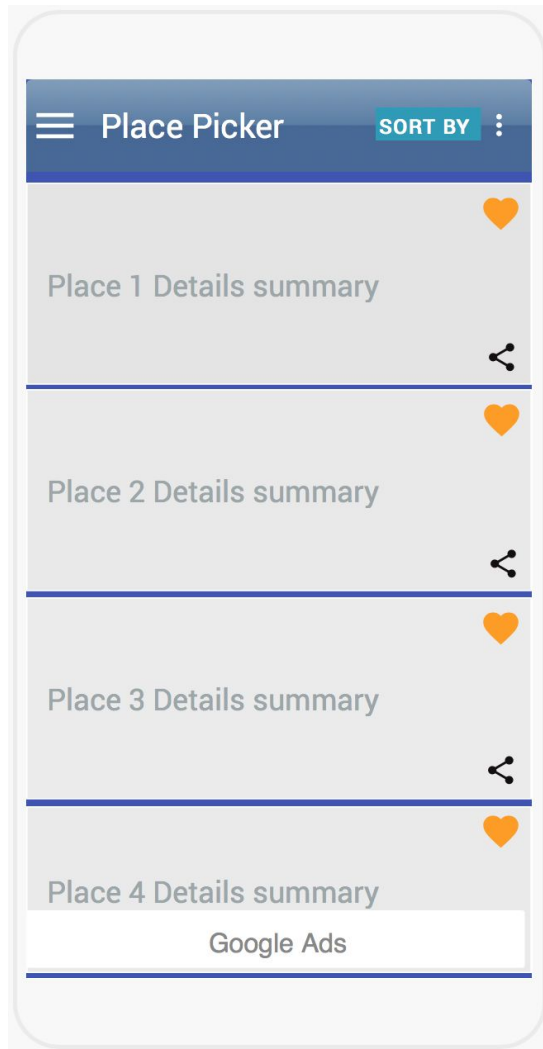 Place Picker SORT BY
Place 1 Details summary
Place 2 Details summary
Place 3 Details summary
Place 4 Details summary
Google Ads